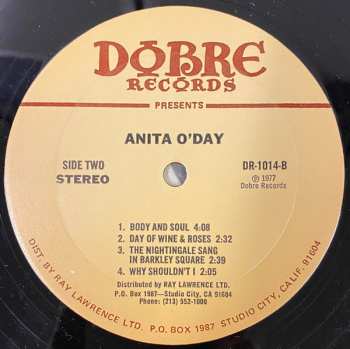 DOBRE
RECORDS
PRESENTS
ANITA O'DAY
SIDE TWO
STEREO
DR-1014-B
℗ 1977
Dobre Records
1. BODY AND SOUL 4:08
2. DAY OF WINE & ROSES 2:32
3. THE NIGHTINGALE SANG
IN BARKLEY SQUARE 2:39
4. WHY SHOULDN'T I 2:05
Distributed by RAY LAWRENCE LTD.
P.O. Box 1987—Studio City, CA 91604
Phone: (213) 552-1000
DIST. BY RAY LAWRENCE LTD. P.O. BOX 1987 STUDIO CITY, CALIF. 91604